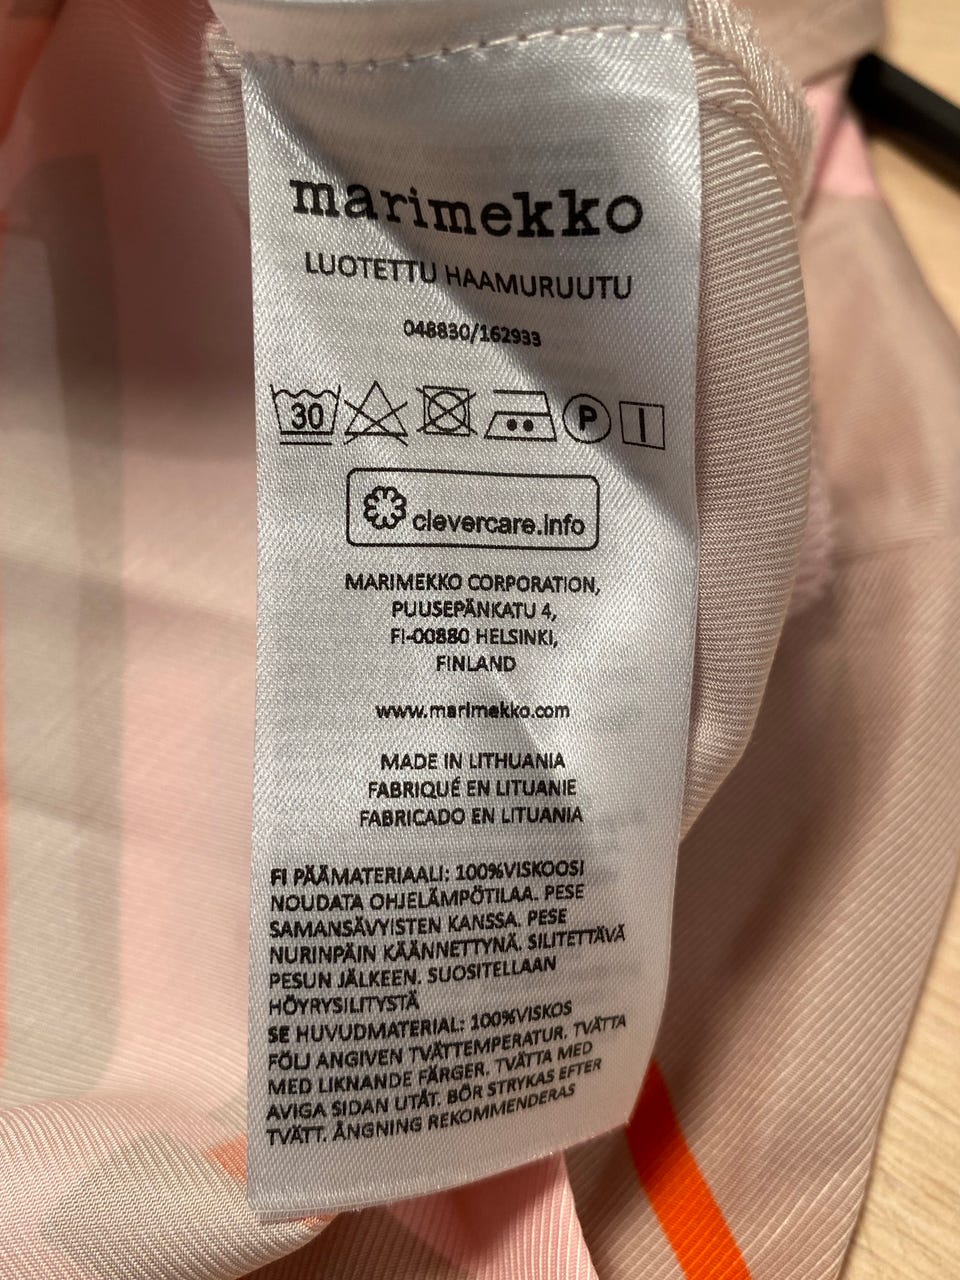 marimekko
LUOTETTU HAAMURUUTU
048830/162933
30 P
clevercare.info
MARIMEKKO CORPORATION,
PUUSEPÄNKATU 4,
FI-00880 HELSINKI,
FINLAND
www.marimekko.com
MADE IN LITHUANIA
FABRIQUÉ EN LITUANIE
FABRICADO EN LITUANIA
FI PÄÄMATERIAALI: 100%VISKOOSI
NOUDATA OHJELÄMPÖTILAA. PESE
SAMANSÄVYISTEN KANSSA. PESE
NURINPÄIN KÄÄNNETTYNÄ. SILITETTÄVÄ
PESUN JÄLKEEN. SUOSITELLAAN
HÖYRYSILITYSTÄ
SE HUVUDMATERIAL: 100%VISKOS
FÖLJ ANGIVEN TVÄTTEMPERATUR. TVÄTTA
MED LIKNANDE FÄRGER. TVÄTTA MED
AVIGA SIDAN UTÅT. BÖR STRYKAS EFTER
TVÄTT. ÅNGNING REKOMMENDERAS